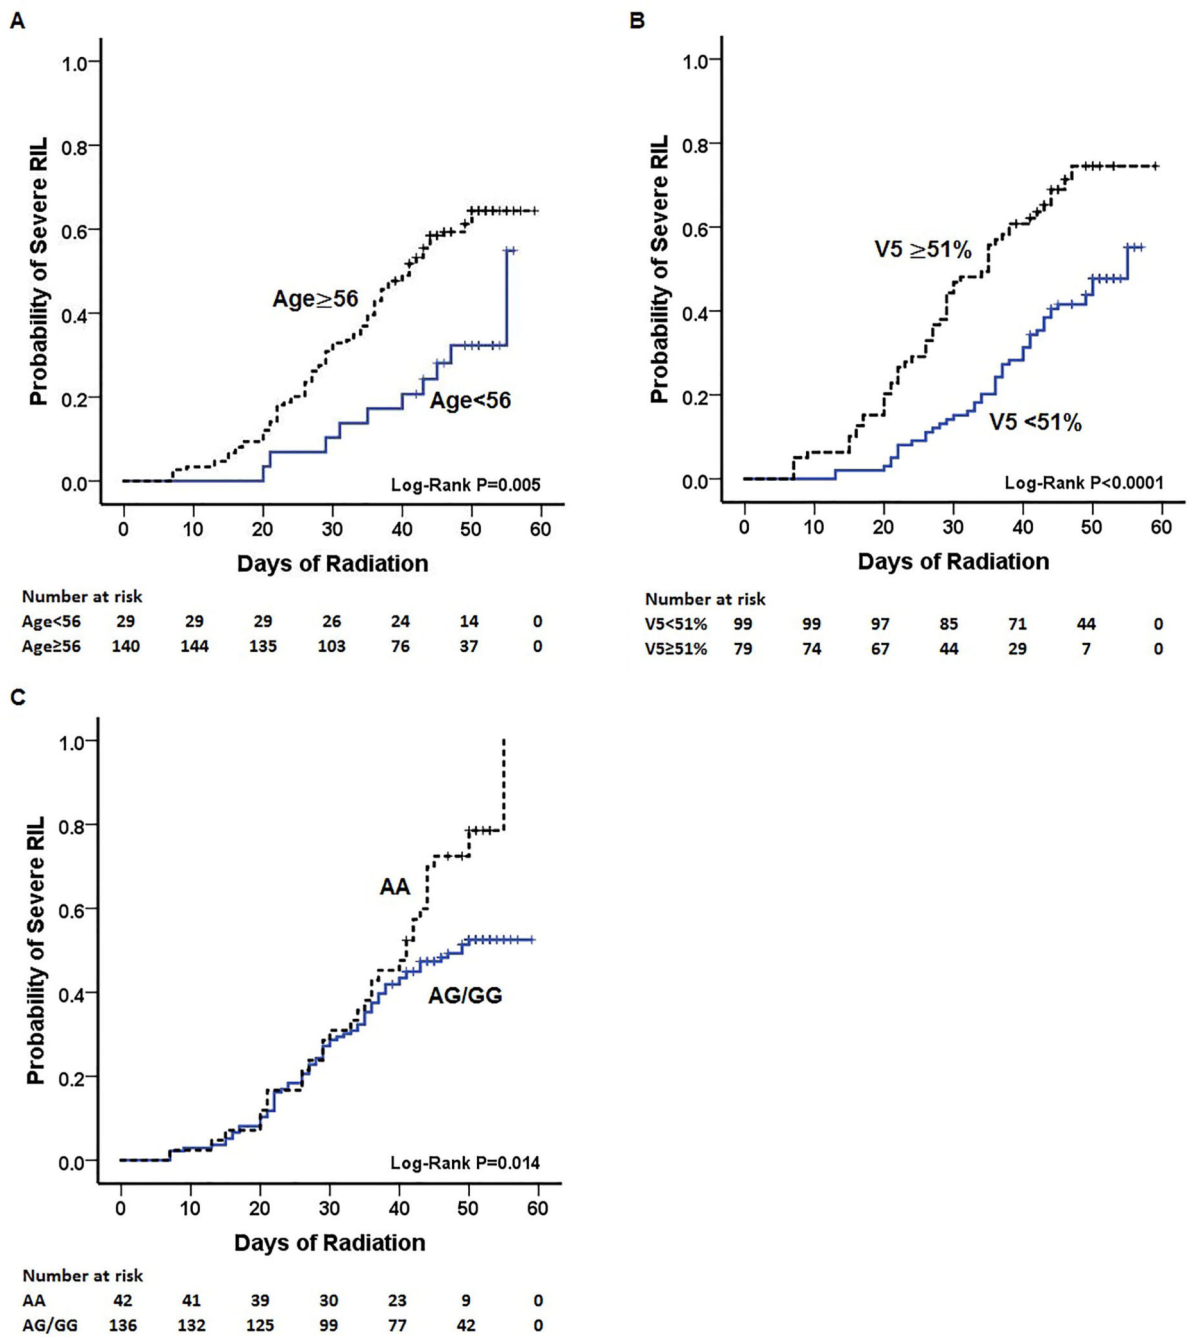 A
Probability of Severe RIL
1.0
0.8
0.6
0.4
0.2
0.0
Age≥56
Age<56
Log-Rank P=0.005
0 10 20 30 40 50 60
Days of Radiation
Number at risk
Age<56 29 29 29 26 24 14 0
Age≥56 140 144 135 103 76 37 0
B
Probability of Severe RIL
1.0
0.8
0.6
0.4
0.2
0.0
V5 ≥51%
V5 <51%
Log-Rank P<0.0001
0 10 20 30 40 50 60
Days of Radiation
Number at risk
V5<51% 99 99 97 85 71 44 0
V5≥51% 79 74 67 44 29 7 0
C
Probability of Severe RIL
1.0
0.8
0.6
0.4
0.2
0.0
AA
AG/GG
Log-Rank P=0.014
0 10 20 30 40 50 60
Days of Radiation
Number at risk
AA 42 41 39 30 23 9 0
AG/GG 136 132 125 99 77 42 0